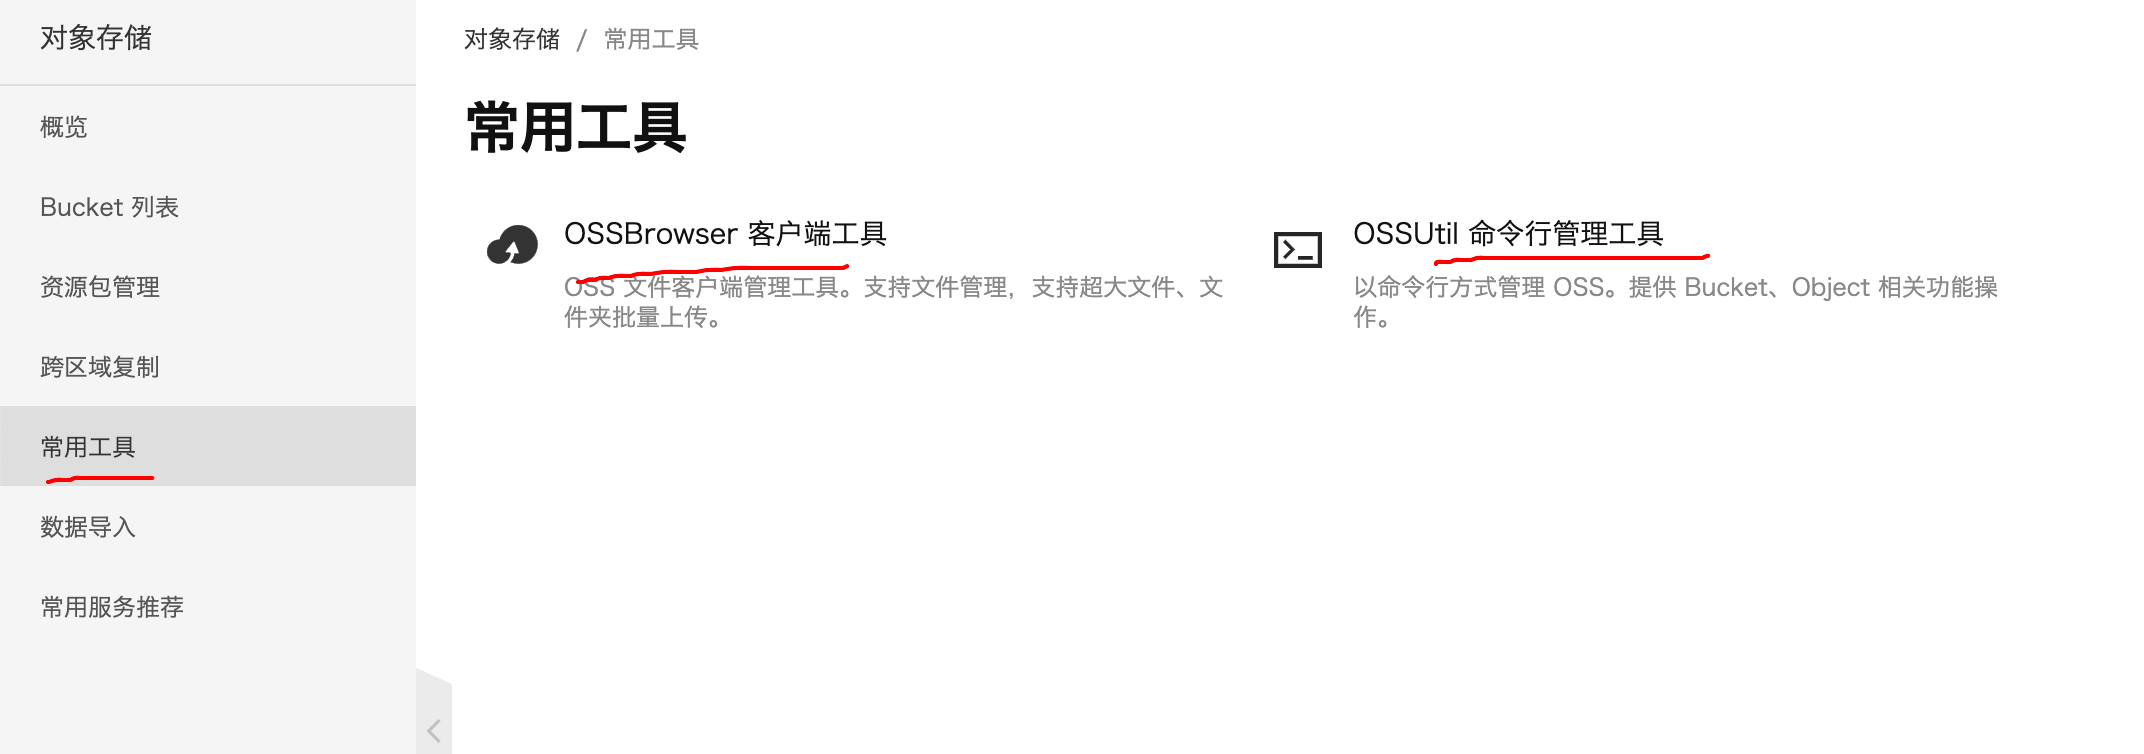 对象存储
概览
Bucket 列表
资源包管理
跨区域复制
常用工具
数据导入
常用服务推荐
对象存储 / 常用工具
常用工具
OSSBrowser 客户端工具
OSS 文件客户端管理工具。支持文件管理，支持超大文件、文
件夹批量上传。
OSSUtil 命令行管理工具
以命令行方式管理 OSS。提供 Bucket、Object 相关功能操
作。